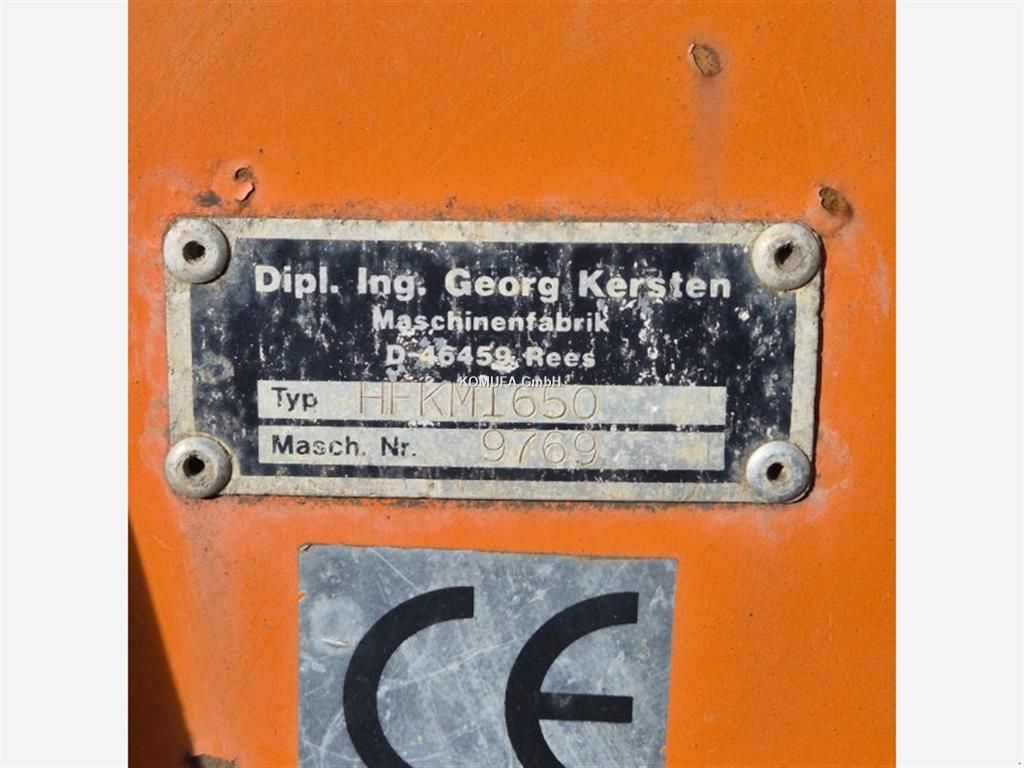 Dipl. Ing. Georg Kersten
Maschinenfabrik
D-46459 Rees
KOMUFA GmbH
Typ HFKM1650
Masch. Nr. 9769
CE